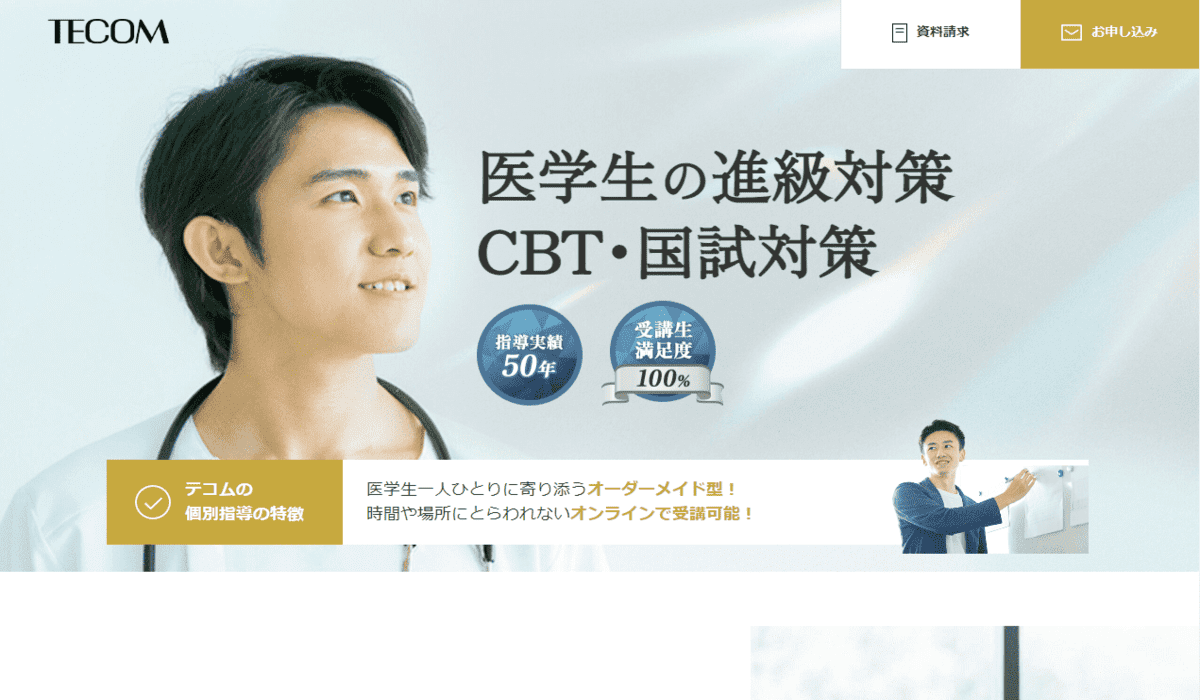 TECOM
資料請求
お申し込み
医学生の進級対策
CBT・国試対策
指導実績
50年
受講生
満足度
100%
テコムの
個別指導の特徴
医学生一人ひとりに寄り添うオーダーメイド型！
時間や場所にとらわれないオンラインで受講可能！